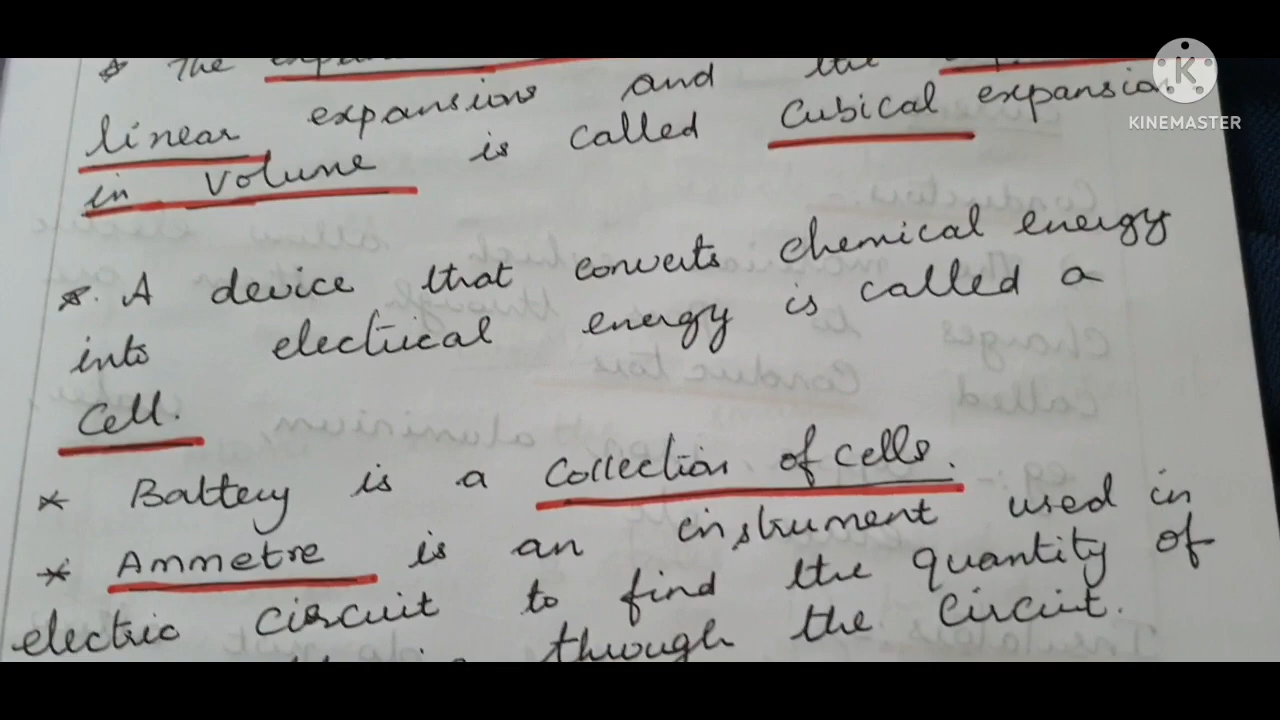 * The
linear expansions and the
in Volume is called Cubical expansion
*. A device that converts chemical energy
into electrical energy is called a
Cell.
* Battery is a Collection of cells.
* Ammetre is an instrument used in
electric circuit to find the quantity of
through the circuit.
KINEMASTER